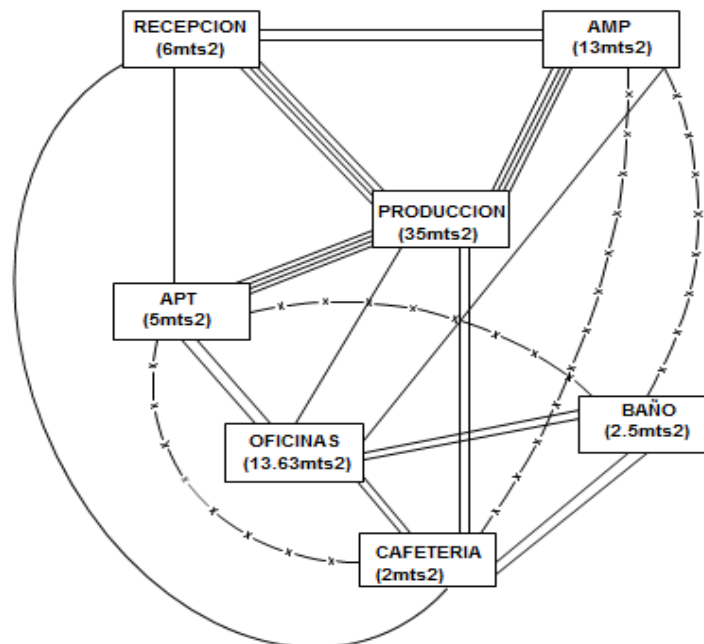 RECEPCION
(6mts2)
AMP
(13mts2)
PRODUCCION
(35mts2)
APT
(5mts2)
OFICINAS
(13.63mts2)
BAÑO
(2.5mts2)
CAFETERIA
(2mts2)